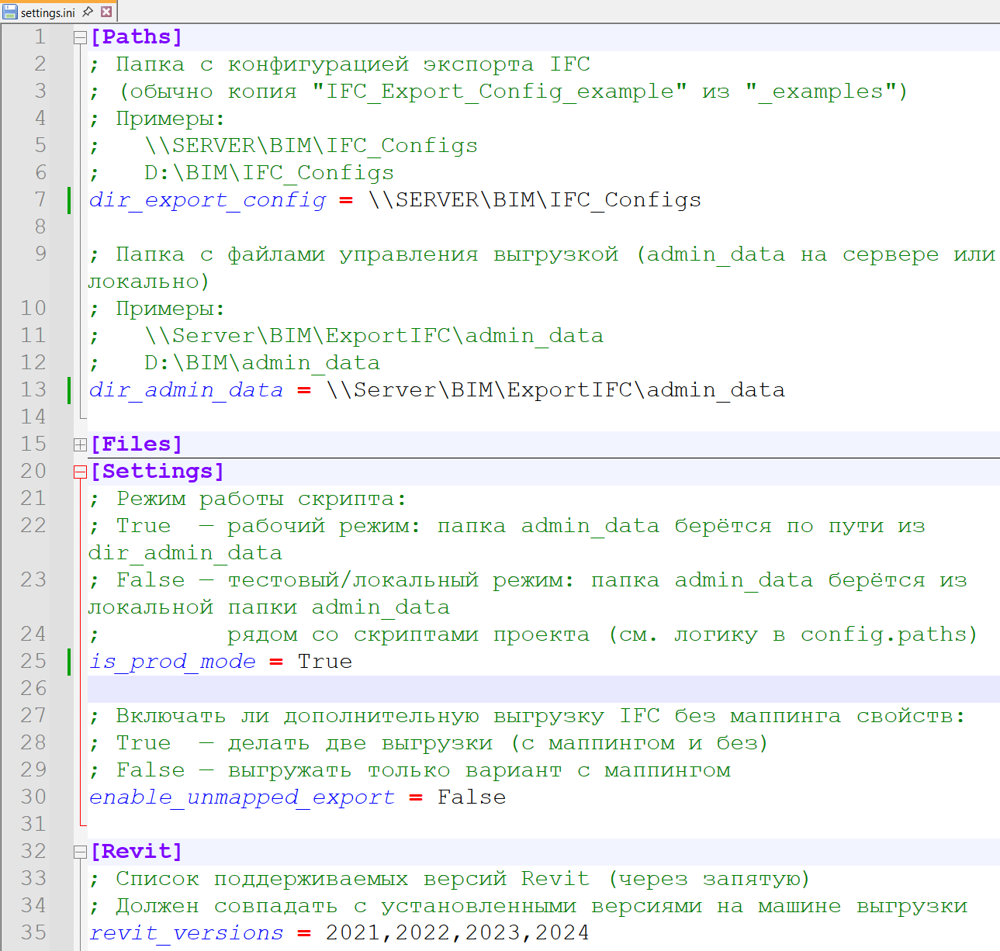 settings.ini
1 [Paths]
2 ; Папка с конфигурацией экспорта IFC
3 ; (обычно копия "IFC_Export_Config_example" из "_examples")
4 ; Примеры:
5 ;   \\SERVER\BIM\IFC_Configs
6 ;   D:\BIM\IFC_Configs
7 dir_export_config = \\SERVER\BIM\IFC_Configs
8
9 ; Папка с файлами управления выгрузкой (admin_data на сервере или
локально)
10 ; Примеры:
11 ;   \\Server\BIM\ExportIFC\admin_data
12 ;   D:\BIM\admin_data
13 dir_admin_data = \\Server\BIM\ExportIFC\admin_data
14
15 [Files]
20 [Settings]
21 ; Режим работы скрипта:
22 ; True  — рабочий режим: папка admin_data берётся по пути из
dir_admin_data
23 ; False — тестовый/локальный режим: папка admin_data берётся из
локальной папки admin_data
24 ;         рядом со скриптами проекта (см. логику в config.paths)
25 is_prod_mode = True
26
27 ; Включать ли дополнительную выгрузку IFC без маппинга свойств:
28 ; True  — делать две выгрузки (с маппингом и без)
29 ; False — выгружать только вариант с маппингом
30 enable_unmapped_export = False
31
32 [Revit]
33 ; Список поддерживаемых версий Revit (через запятую)
34 ; Должен совпадать с установленными версиями на машине выгрузки
35 revit_versions = 2021,2022,2023,2024